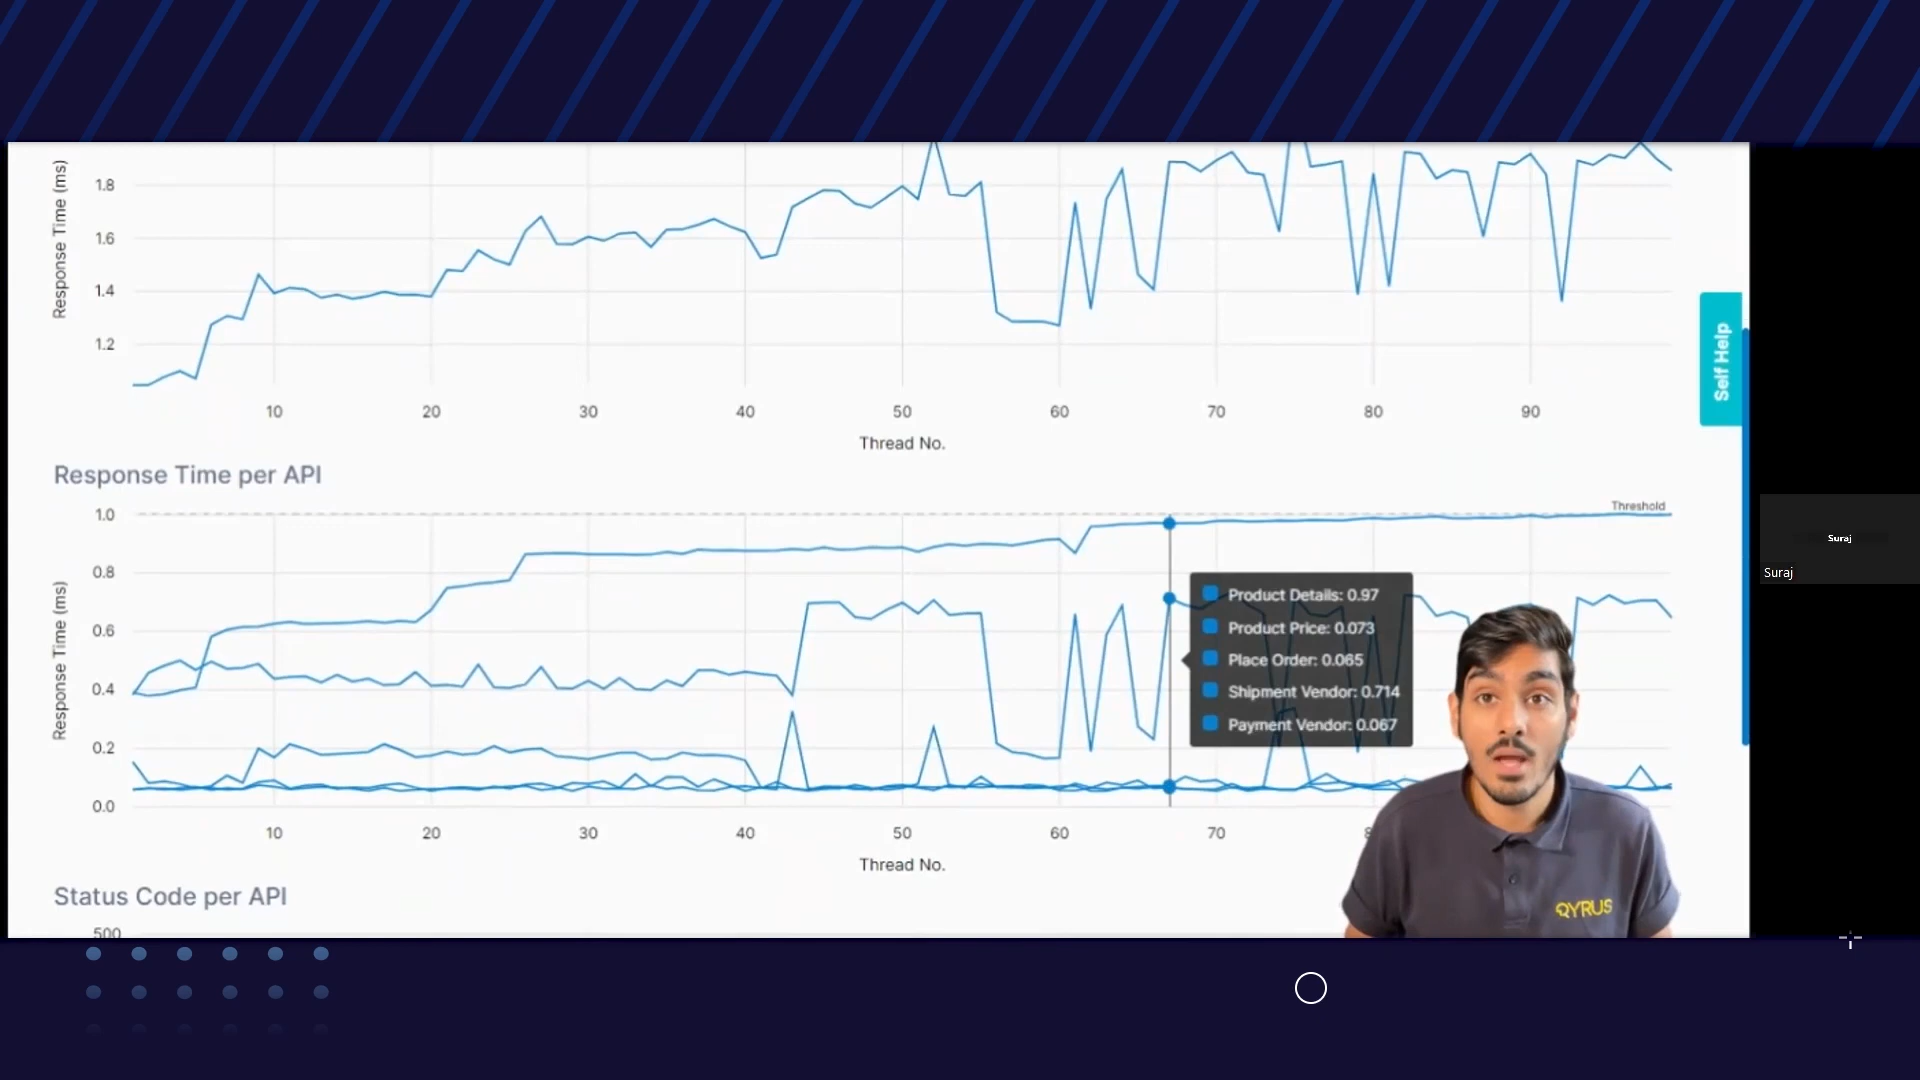 Response Time (ms)
1.8
1.6
1.4
1.2
10 20 30 40 50 60 70 80 90
Thread No.
Self Help
Response Time per API
Threshold
Response Time (ms)
1.0
0.8
0.6
0.4
0.2
0.0
Product Details: 0.97
Product Price: 0.073
Place Order: 0.065
Shipment Vendor: 0.714
Payment Vendor: 0.067
10 20 30 40 50 60 70
Thread No.
Status Code per API
500
QYRUS
Suraj
Suraj